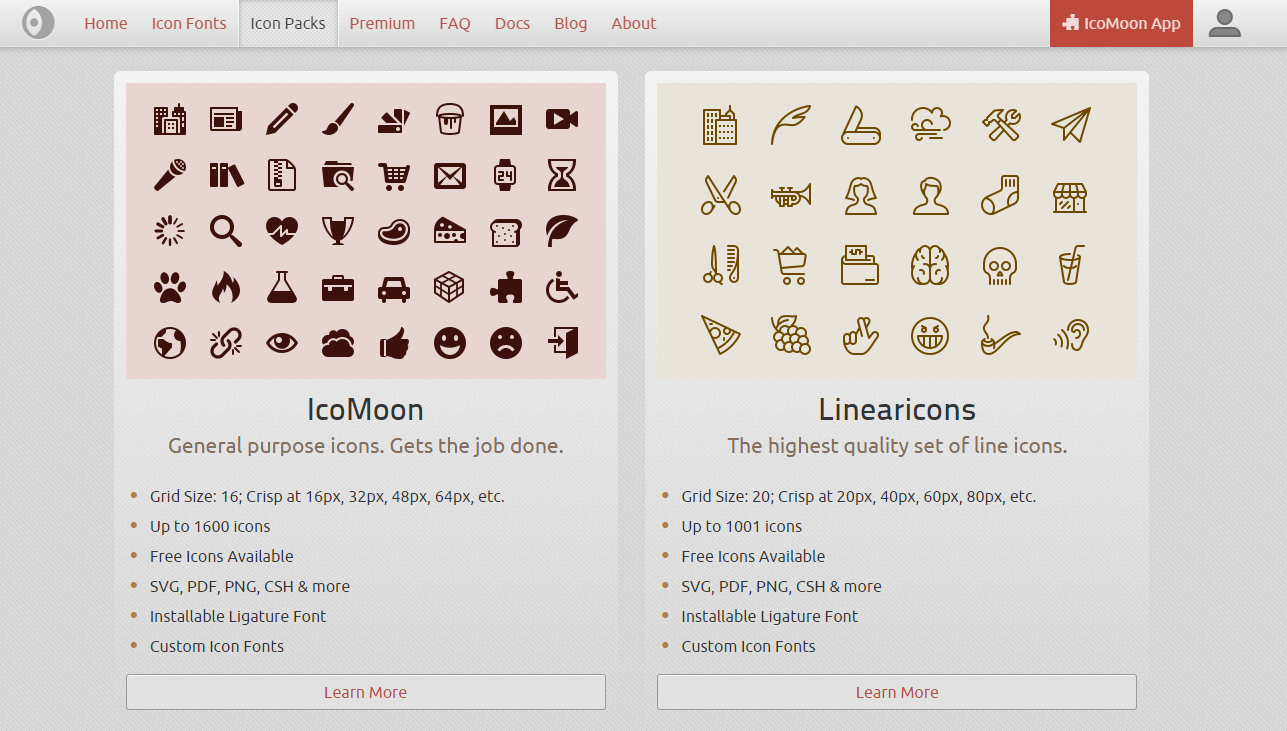 Home Icon Fonts Icon Packs Premium FAQ Docs Blog About IcoMoon App
24
IcoMoon
General purpose icons. Gets the job done.
Grid Size: 16; Crisp at 16px, 32px, 48px, 64px, etc.
Up to 1600 icons
Free Icons Available
SVG, PDF, PNG, CSH & more
Installable Ligature Font
Custom Icon Fonts
Learn More
Linearicons
The highest quality set of line icons.
Grid Size: 20; Crisp at 20px, 40px, 60px, 80px, etc.
Up to 1001 icons
Free Icons Available
SVG, PDF, PNG, CSH & more
Installable Ligature Font
Custom Icon Fonts
Learn More